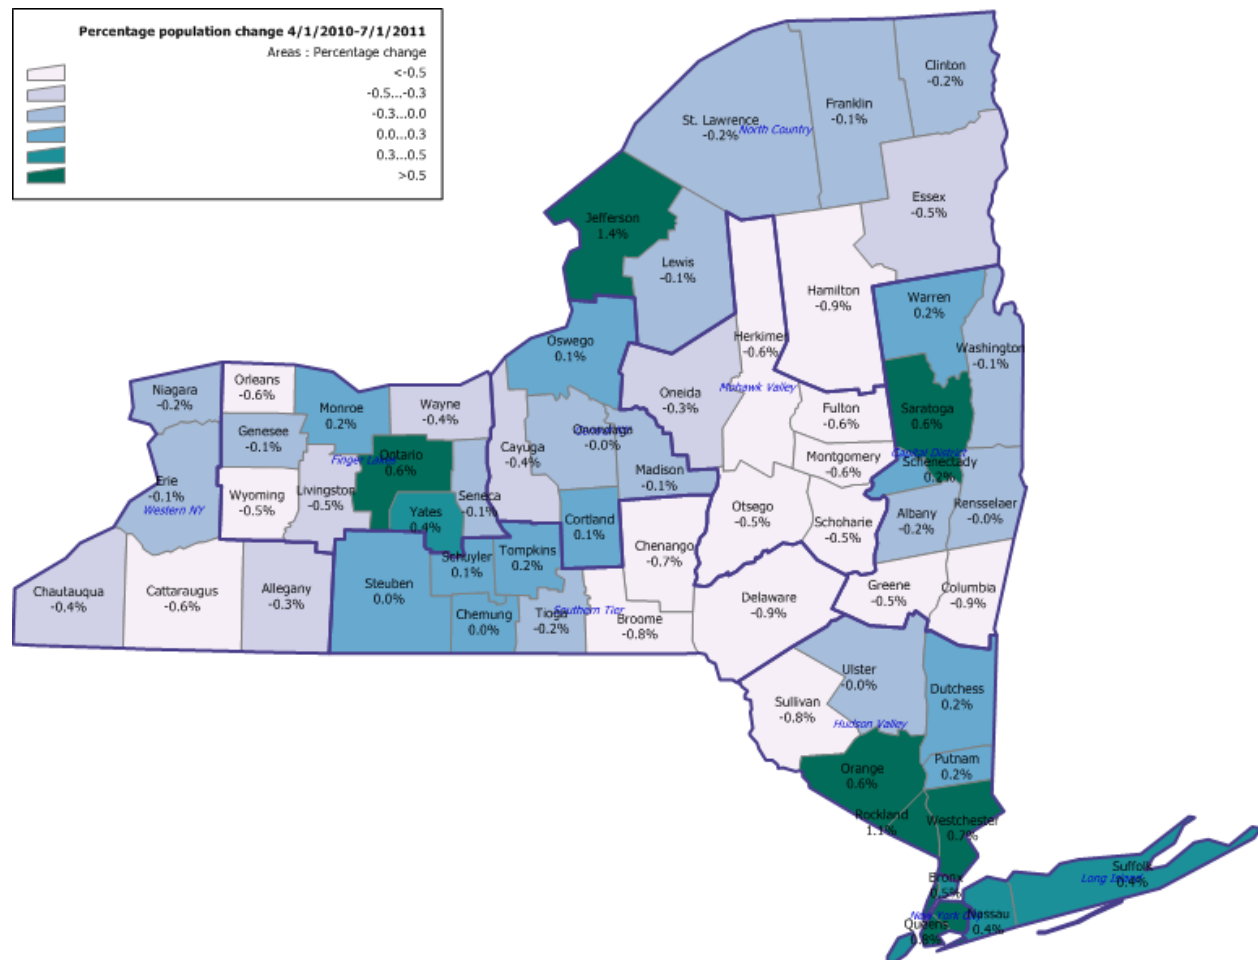 Percentage population change 4/1/2010-7/1/2011
Areas : Percentage change
<-0.5
-0.5...-0.3
-0.3...0.0
0.0...0.3
0.3...0.5
>0.5
Clinton
-0.2%
Franklin
-0.1%
St. Lawrence
-0.2%
North Country
Essex
-0.5%
Jefferson
1.4%
Lewis
-0.1%
Hamilton
-0.9%
Warren
0.2%
Herkimer
-0.6%
Washington
-0.1%
Oswego
0.1%
Mohawk Valley
Oneida
-0.3%
Niagara
-0.2%
Orleans
-0.6%
Monroe
0.2%
Wayne
-0.4%
Fulton
-0.6%
Saratoga
0.6%
Genesee
-0.1%
Onondaga
-0.0%
Cayuga
-0.4%
Finger Lakes
Ontario
0.6%
Montgomery
-0.6%
Capital District
Schenectady
0.2%
Madison
-0.1%
Erie
-0.1%
Western NY
Wyoming
-0.5%
Livingston
-0.5%
Seneca
-0.1%
Yates
0.4%
Cortland
0.1%
Otsego
-0.5%
Schoharie
-0.5%
Albany
-0.2%
Rensselaer
-0.0%
Chenango
-0.7%
Schuyler
0.1%
Tompkins
0.2%
Chautauqua
-0.4%
Cattaraugus
-0.6%
Allegany
-0.3%
Steuben
0.0%
Chemung
0.0%
Tioga
-0.2%
Southern Tier
Broome
-0.8%
Delaware
-0.9%
Greene
-0.5%
Columbia
-0.9%
Ulster
-0.0%
Dutchess
0.2%
Sullivan
-0.8%
Hudson Valley
Putnam
0.2%
Orange
0.6%
Rockland
1.1%
Westchester
0.7%
Bronx
0.5%
Suffolk
0.4%
Long Island
New York City
Nassau
0.4%
Queens
0.8%